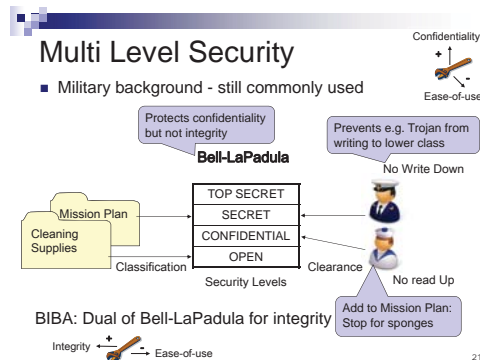 Multi Level Security
Confidentiality
+
-
Ease-of-use
Military background - still commonly used
Protects confidentiality
but not integrity
Prevents e.g. Trojan from
writing to lower class
Bell-LaPadula
No Write Down
Mission Plan
Cleaning
Supplies
TOP SECRET
SECRET
CONFIDENTIAL
OPEN
Classification
Clearance
Security Levels
No read Up
Add to Mission Plan:
Stop for sponges
BIBA: Dual of Bell-LaPadula for integrity
Integrity
+
-
Ease-of-use
21